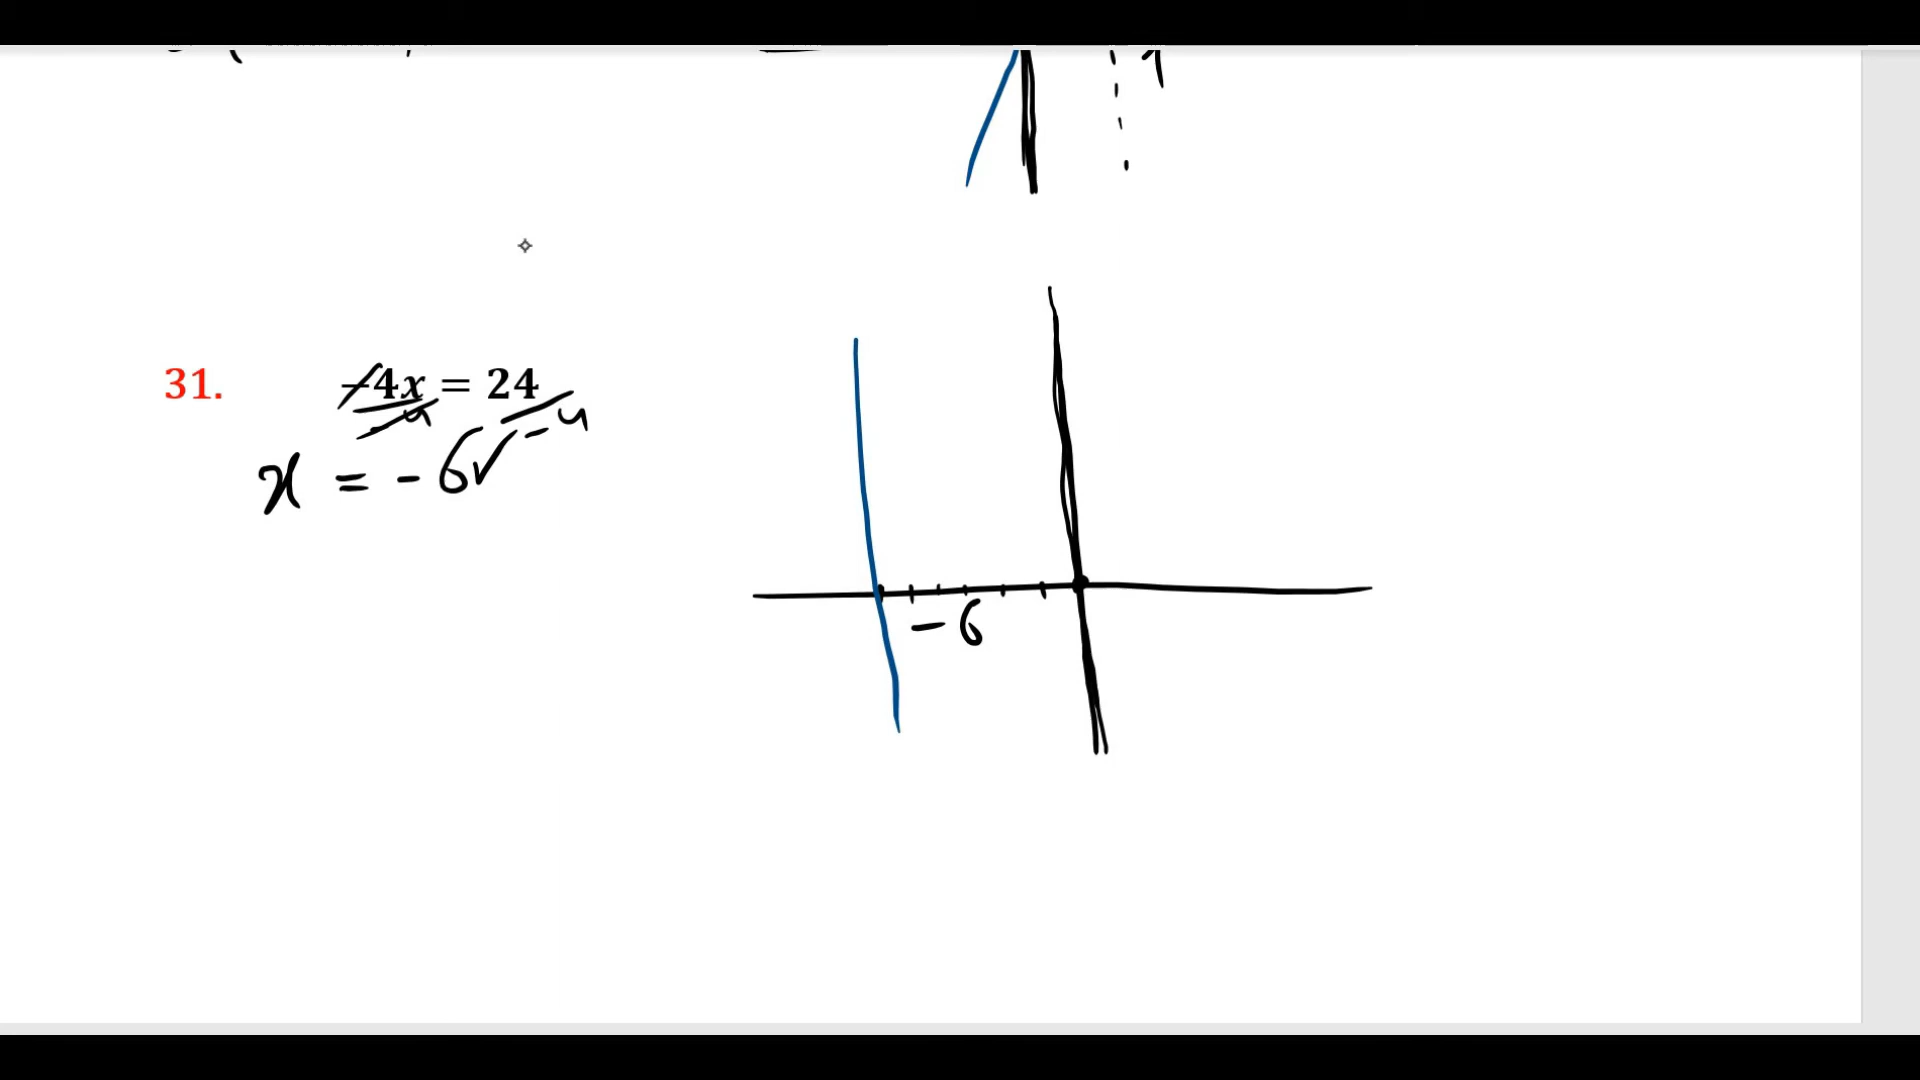 31. -4x = 24
-4 -4
x = -6
-6